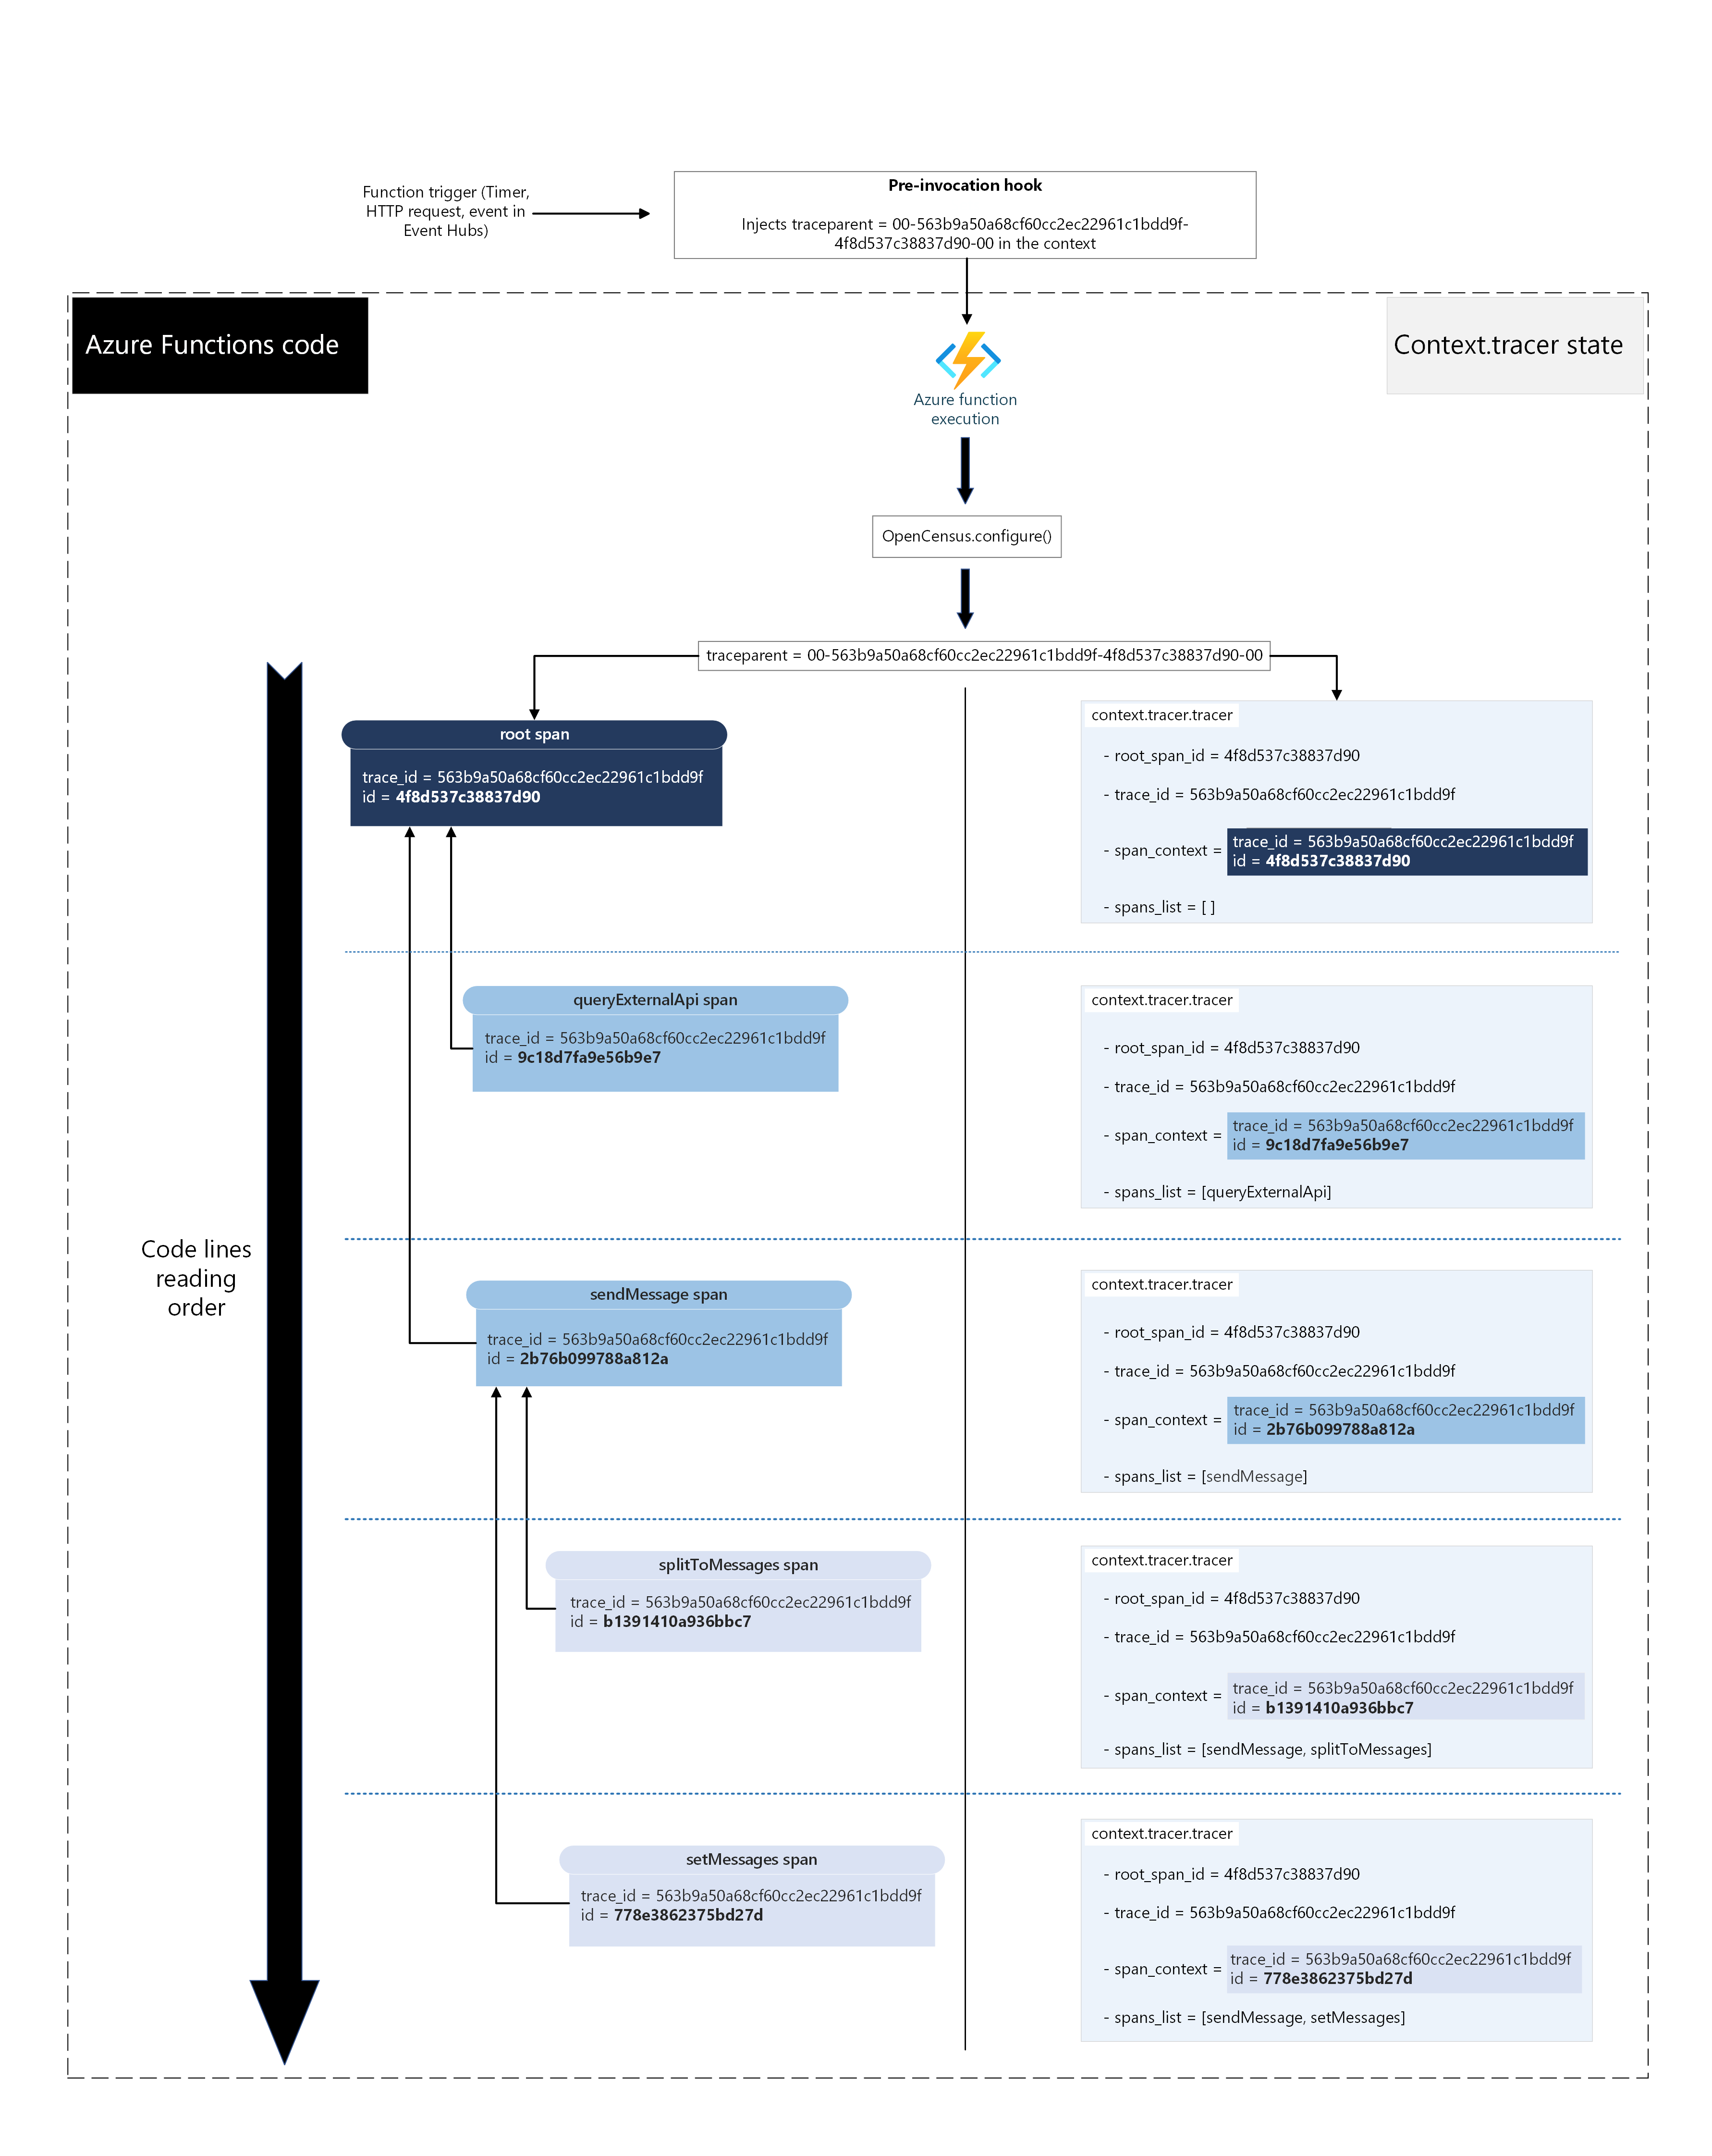 Function trigger (Timer,
HTTP request, event in
Event Hubs)
Pre-invocation hook
Injects traceparent = 00-563b9a50a68cf60cc2ec22961c1bdd9f-
4f8d537c38837d90-00 in the context
Azure Functions code
Context.tracer state
Azure function
execution
OpenCensus.configure()
traceparent = 00-563b9a50a68cf60cc2ec22961c1bdd9f-4f8d537c38837d90-00
Code lines
reading
order
root span
trace_id = 563b9a50a68cf60cc2ec22961c1bdd9f
id = 4f8d537c38837d90
context.tracer.tracer
- root_span_id = 4f8d537c38837d90
- trace_id = 563b9a50a68cf60cc2ec22961c1bdd9f
- span_context =
trace_id = 563b9a50a68cf60cc2ec22961c1bdd9f
id = 4f8d537c38837d90
- spans_list = [ ]
queryExternalApi span
trace_id = 563b9a50a68cf60cc2ec22961c1bdd9f
id = 9c18d7fa9e56b9e7
context.tracer.tracer
- root_span_id = 4f8d537c38837d90
- trace_id = 563b9a50a68cf60cc2ec22961c1bdd9f
- span_context =
trace_id = 563b9a50a68cf60cc2ec22961c1bdd9f
id = 9c18d7fa9e56b9e7
- spans_list = [queryExternalApi]
sendMessage span
trace_id = 563b9a50a68cf60cc2ec22961c1bdd9f
id = 2b76b099788a812a
context.tracer.tracer
- root_span_id = 4f8d537c38837d90
- trace_id = 563b9a50a68cf60cc2ec22961c1bdd9f
- span_context =
trace_id = 563b9a50a68cf60cc2ec22961c1bdd9f
id = 2b76b099788a812a
- spans_list = [sendMessage]
splitToMessages span
trace_id = 563b9a50a68cf60cc2ec22961c1bdd9f
id = b1391410a936bbc7
context.tracer.tracer
- root_span_id = 4f8d537c38837d90
- trace_id = 563b9a50a68cf60cc2ec22961c1bdd9f
- span_context =
trace_id = 563b9a50a68cf60cc2ec22961c1bdd9f
id = b1391410a936bbc7
- spans_list = [sendMessage, splitToMessages]
setMessages span
trace_id = 563b9a50a68cf60cc2ec22961c1bdd9f
id = 778e3862375bd27d
context.tracer.tracer
- root_span_id = 4f8d537c38837d90
- trace_id = 563b9a50a68cf60cc2ec22961c1bdd9f
- span_context =
trace_id = 563b9a50a68cf60cc2ec22961c1bdd9f
id = 778e3862375bd27d
- spans_list = [sendMessage, setMessages]